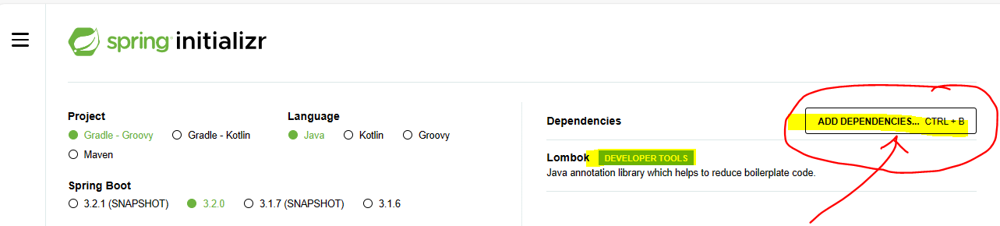 spring initializr
Project
Gradle - Groovy Gradle - Kotlin
Maven
Language
Java Kotlin Groovy
Spring Boot
3.2.1 (SNAPSHOT) 3.2.0 3.1.7 (SNAPSHOT) 3.1.6
Dependencies
ADD DEPENDENCIES... CTRL + B
Lombok DEVELOPER TOOLS
Java annotation library which helps to reduce boilerplate code.